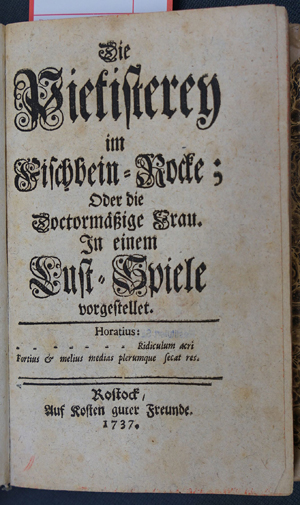 Die
Pietisterey
im
Fischbein-Rocke;
Oder die
Doctormäßige Frau.
In einem
Lust-Spiele
vorgestellet.
Horatius:
- - - - - - - Ridiculum acri
Fortius & melius medias plerumque secat res.
Rostock,
Auf Kosten guter Freunde.
1737.